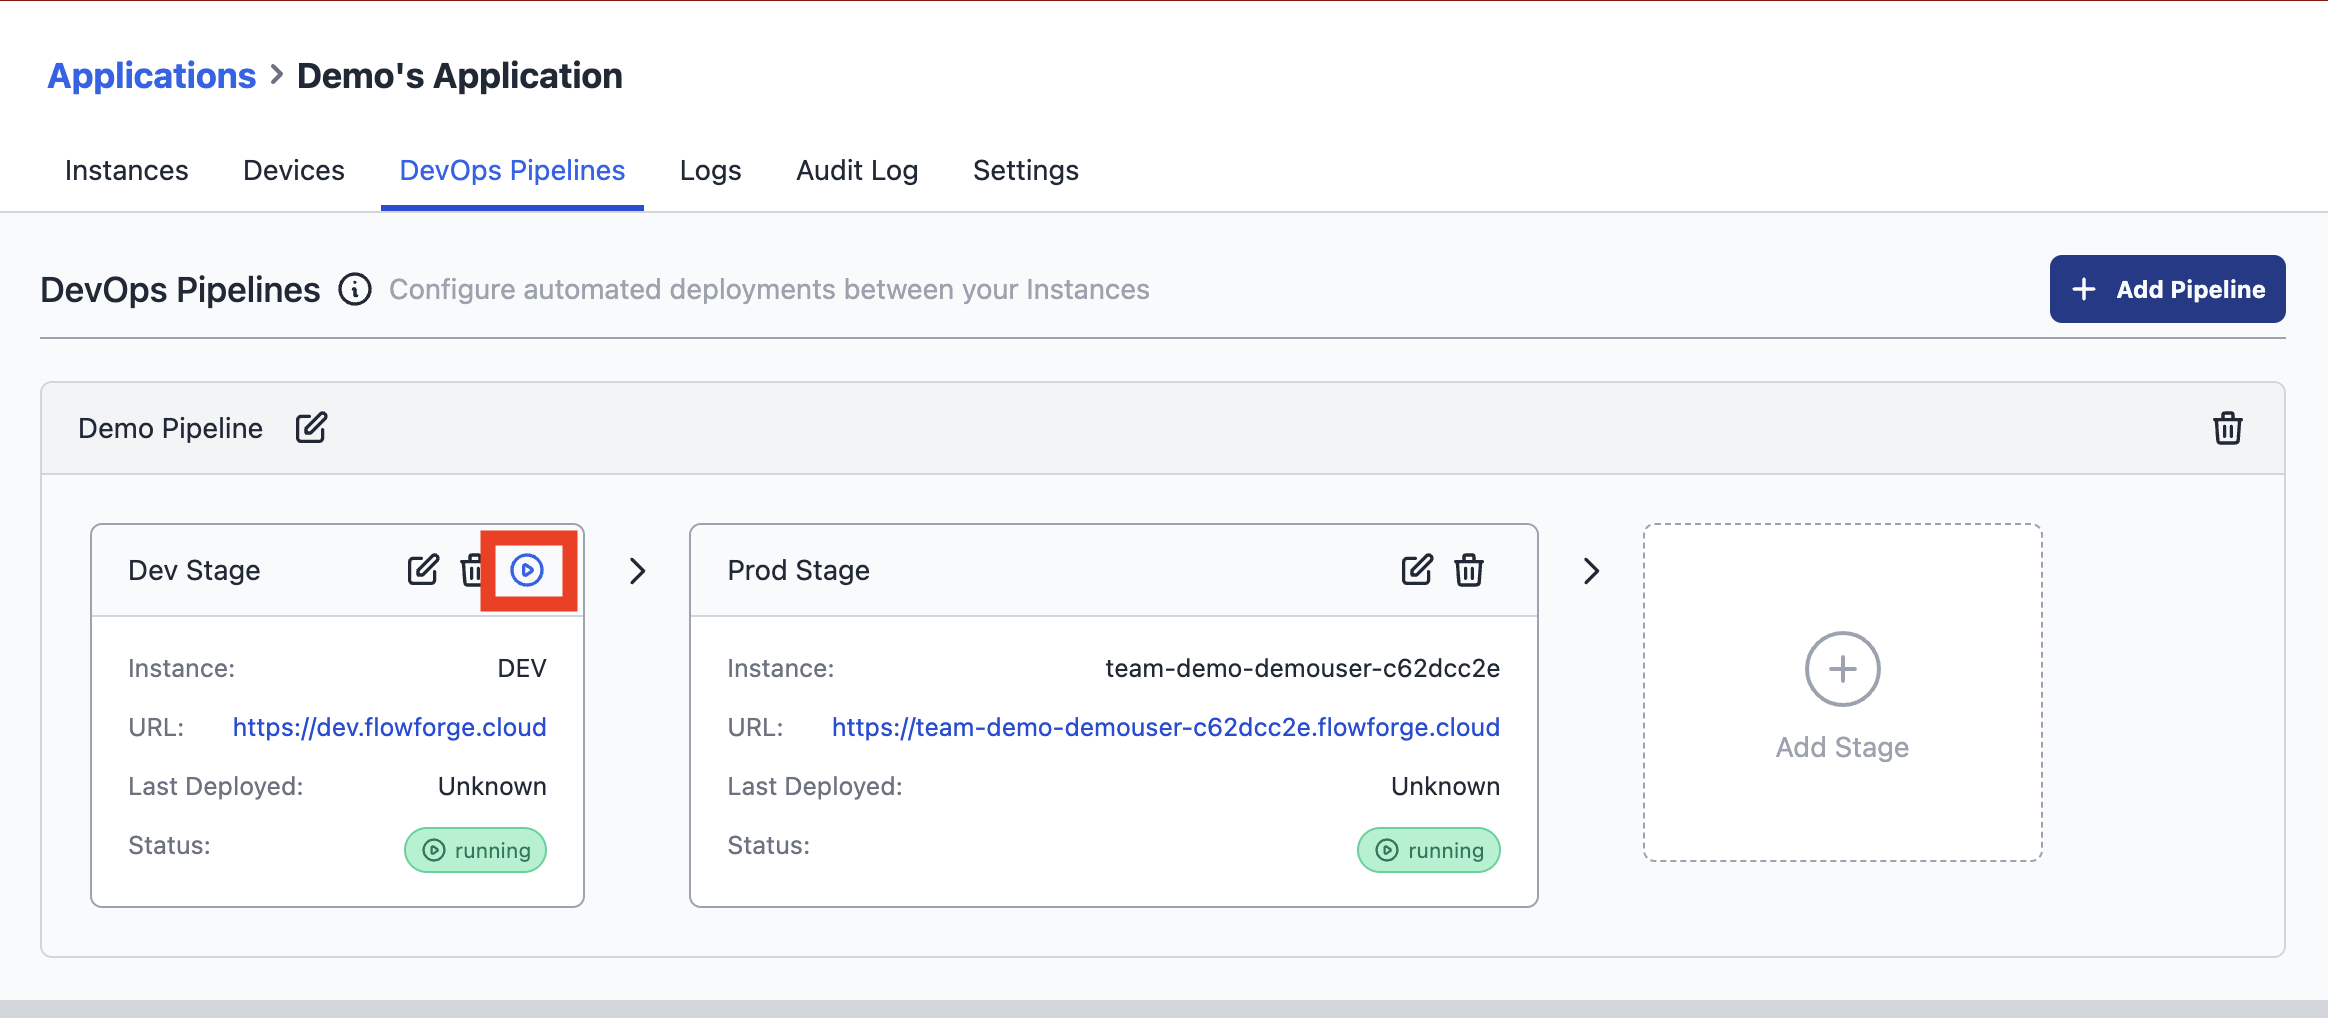 Applications > Demo's Application
Instances Devices DevOps Pipelines Logs Audit Log Settings
DevOps Pipelines Configure automated deployments between your Instances
Add Pipeline
Demo Pipeline
Dev Stage
Instance: DEV
URL: https://dev.flowforge.cloud
Last Deployed: Unknown
Status: running
Prod Stage
Instance: team-demo-demouser-c62dcc2e
URL: https://team-demo-demouser-c62dcc2e.flowforge.cloud
Last Deployed: Unknown
Status: running
Add Stage